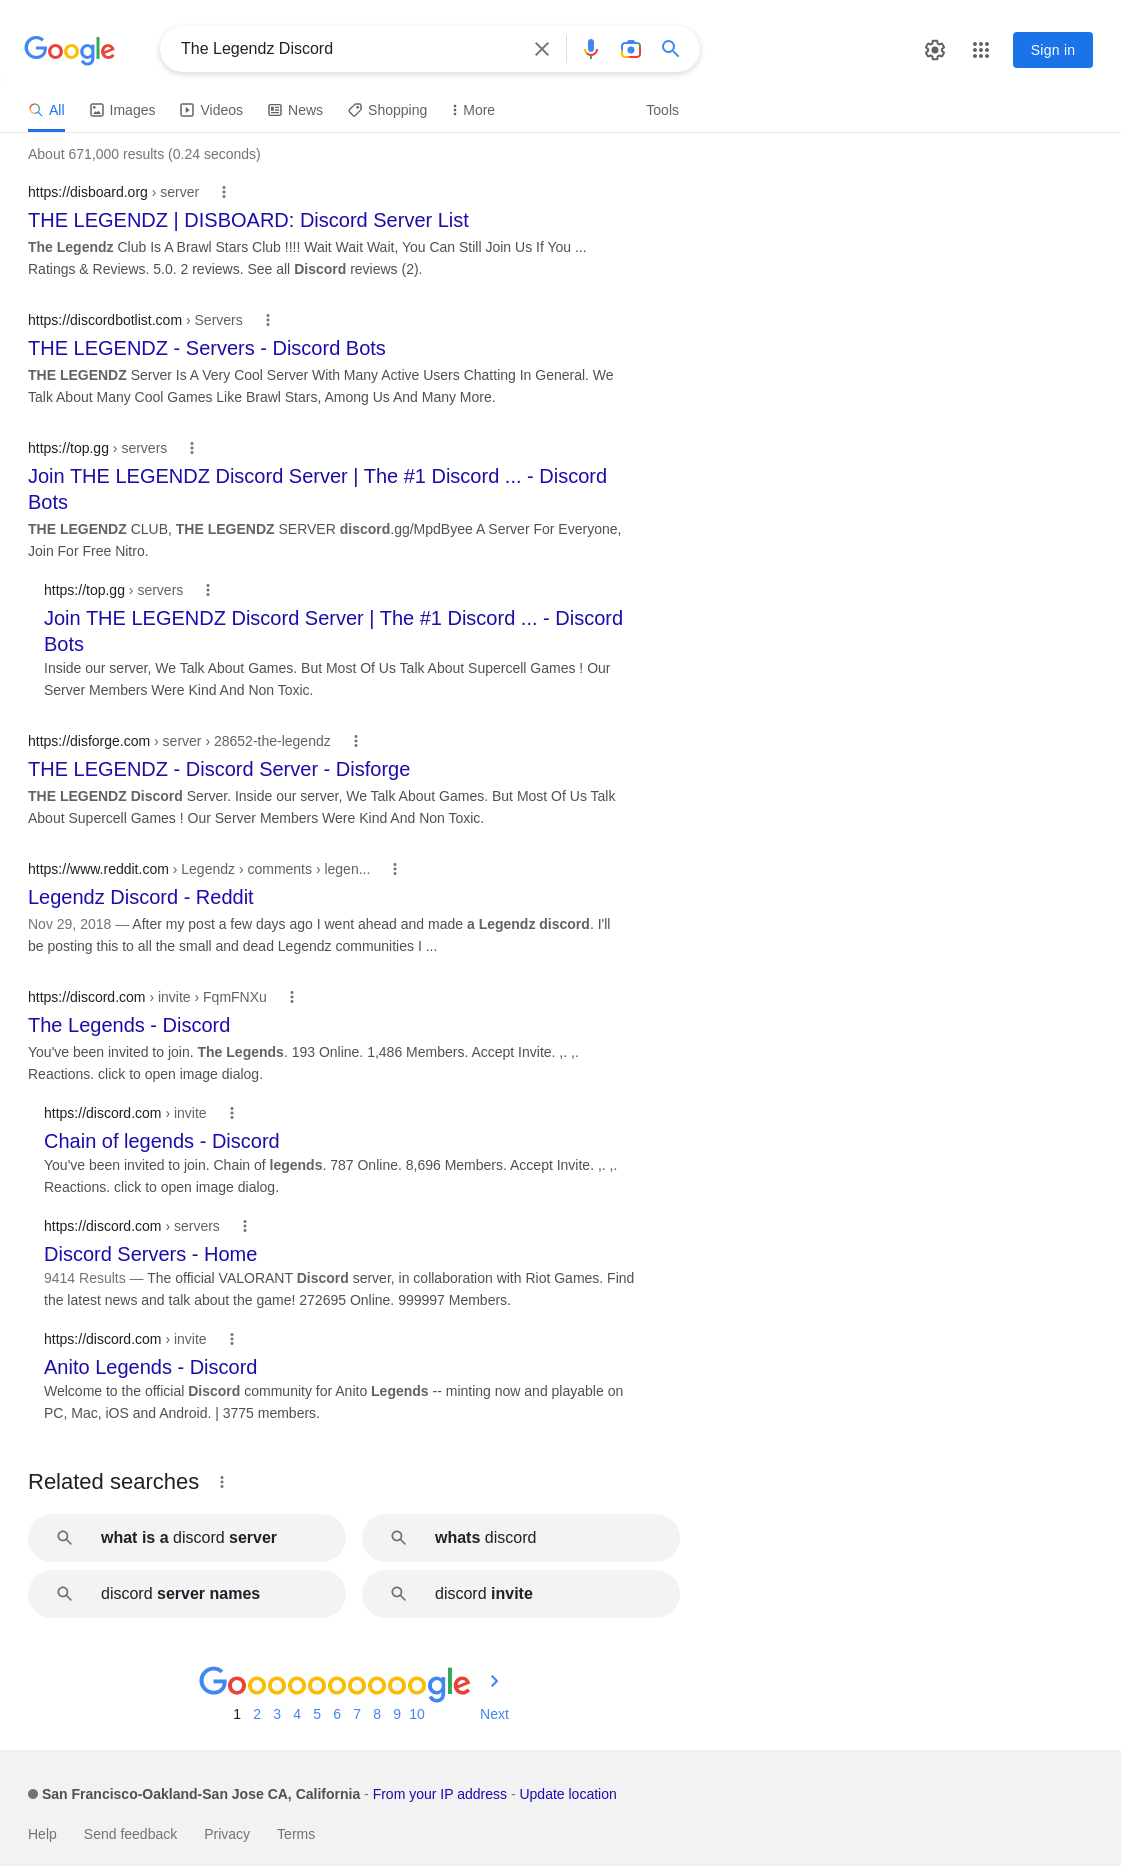 Google
The Legendz Discord
Sign in
All
Images
Videos
News
Shopping
More
Tools
About 671,000 results (0.24 seconds)
https://disboard.org › server
THE LEGENDZ | DISBOARD: Discord Server List
The Legendz Club Is A Brawl Stars Club !!!! Wait Wait Wait, You Can Still Join Us If You ...
Ratings & Reviews. 5.0. 2 reviews. See all Discord reviews (2).
https://discordbotlist.com › Servers
THE LEGENDZ - Servers - Discord Bots
THE LEGENDZ Server Is A Very Cool Server With Many Active Users Chatting In General. We
Talk About Many Cool Games Like Brawl Stars, Among Us And Many More.
https://top.gg › servers
Join THE LEGENDZ Discord Server | The #1 Discord ... - Discord
Bots
THE LEGENDZ CLUB, THE LEGENDZ SERVER discord.gg/MpdByee A Server For Everyone,
Join For Free Nitro.
https://top.gg › servers
Join THE LEGENDZ Discord Server | The #1 Discord ... - Discord
Bots
Inside our server, We Talk About Games. But Most Of Us Talk About Supercell Games ! Our
Server Members Were Kind And Non Toxic.
https://disforge.com › server › 28652-the-legendz
THE LEGENDZ - Discord Server - Disforge
THE LEGENDZ Discord Server. Inside our server, We Talk About Games. But Most Of Us Talk
About Supercell Games ! Our Server Members Were Kind And Non Toxic.
https://www.reddit.com › Legendz › comments › legen...
Legendz Discord - Reddit
Nov 29, 2018 — After my post a few days ago I went ahead and made a Legendz discord. I'll
be posting this to all the small and dead Legendz communities I ...
https://discord.com › invite › FqmFNXu
The Legends - Discord
You've been invited to join. The Legends. 193 Online. 1,486 Members. Accept Invite. ,. ,.
Reactions. click to open image dialog.
https://discord.com › invite
Chain of legends - Discord
You've been invited to join. Chain of legends. 787 Online. 8,696 Members. Accept Invite. ,. ,.
Reactions. click to open image dialog.
https://discord.com › servers
Discord Servers - Home
9414 Results — The official VALORANT Discord server, in collaboration with Riot Games. Find
the latest news and talk about the game! 272695 Online. 999997 Members.
https://discord.com › invite
Anito Legends - Discord
Welcome to the official Discord community for Anito Legends -- minting now and playable on
PC, Mac, iOS and Android. | 3775 members.
Related searches
what is a discord server
whats discord
discord server names
discord invite
Goooooooooogle
1 2 3 4 5 6 7 8 9 10 Next
San Francisco-Oakland-San Jose CA, California - From your IP address - Update location
Help Send feedback Privacy Terms